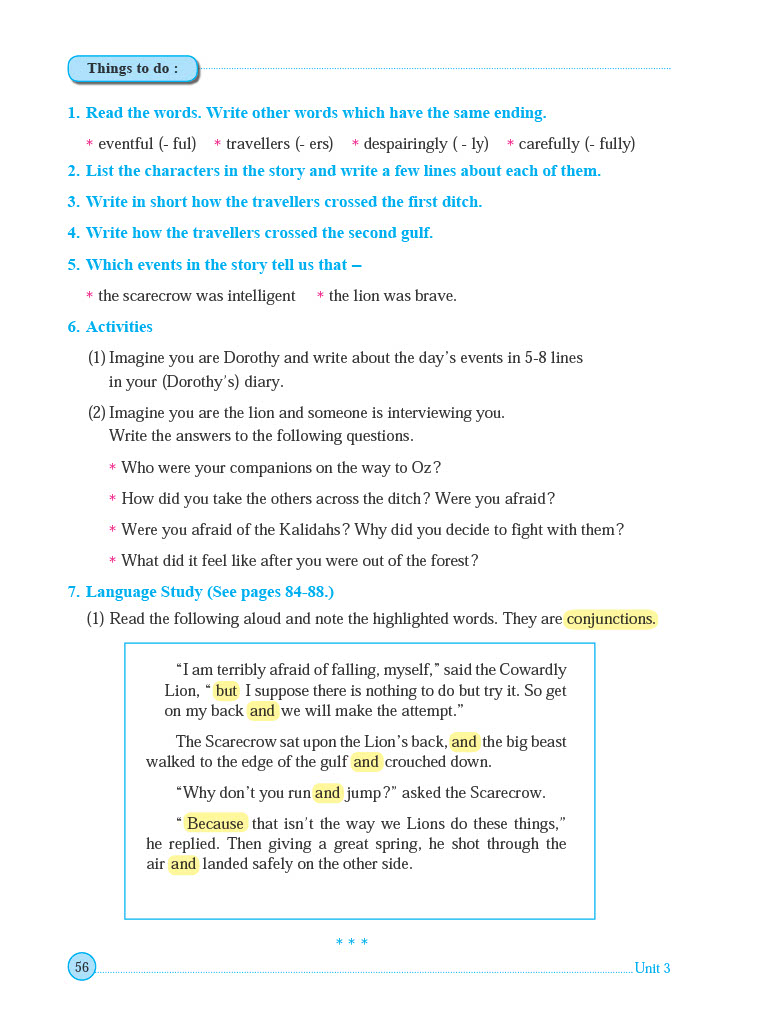 Things to do :
1. Read the words. Write other words which have the same ending.
* eventful (- ful) * travellers (- ers) * despairingly ( - ly) * carefully (- fully)
2. List the characters in the story and write a few lines about each of them.
3. Write in short how the travellers crossed the first ditch.
4. Write how the travellers crossed the second gulf.
5. Which events in the story tell us that –
* the scarecrow was intelligent * the lion was brave.
6. Activities
(1) Imagine you are Dorothy and write about the day's events in 5-8 lines
in your (Dorothy's) diary.
(2) Imagine you are the lion and someone is interviewing you.
Write the answers to the following questions.
* Who were your companions on the way to Oz?
* How did you take the others across the ditch? Were you afraid?
* Were you afraid of the Kalidahs? Why did you decide to fight with them?
* What did it feel like after you were out of the forest?
7. Language Study (See pages 84-88.)
(1) Read the following aloud and note the highlighted words. They are conjunctions.
“I am terribly afraid of falling, myself,” said the Cowardly
Lion, “ but I suppose there is nothing to do but try it. So get
on my back and we will make the attempt.”
The Scarecrow sat upon the Lion's back, and the big beast
walked to the edge of the gulf and crouched down.
“Why don't you run and jump?” asked the Scarecrow.
“ Because that isn't the way we Lions do these things,”
he replied. Then giving a great spring, he shot through the
air and landed safely on the other side.
* * *
56
Unit 3